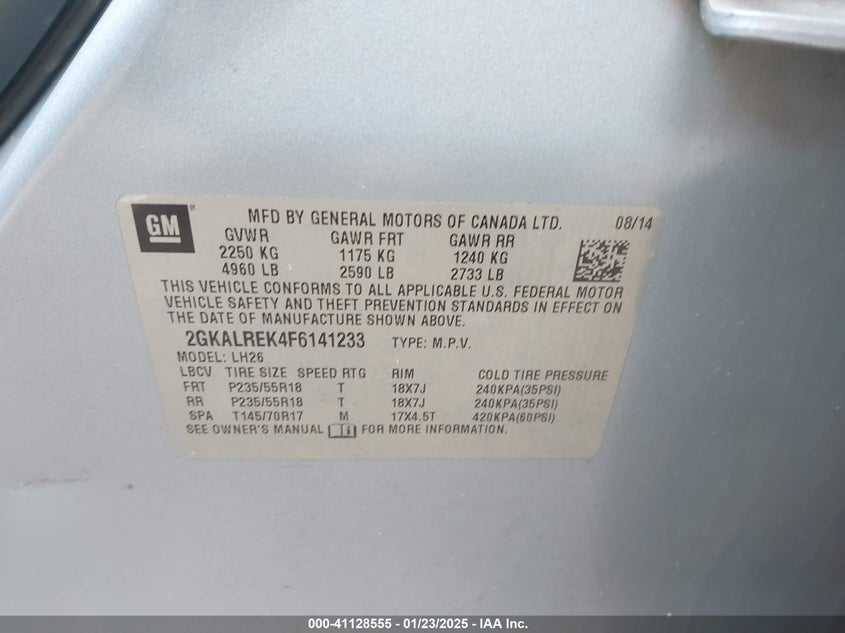 GM MFD BY GENERAL MOTORS OF CANADA LTD. 08/14
GVWR GAWR FRT GAWR RR
2250 KG 1175 KG 1240 KG
4960 LB 2590 LB 2733 LB
THIS VEHICLE CONFORMS TO ALL APPLICABLE U.S. FEDERAL MOTOR
VEHICLE SAFETY AND THEFT PREVENTION STANDARDS IN EFFECT ON
THE DATE OF MANUFACTURE SHOWN ABOVE.
2GKALREK4F6141233 TYPE: M.P.V.
MODEL: LH26
LBCV TIRE SIZE SPEED RTG RIM COLD TIRE PRESSURE
FRT P235/55R18 T 18X7J 240KPA(35PSI)
RR P235/55R18 T 18X7J 240KPA(35PSI)
SPA T145/70R17 M 17X4.5T 420KPA(60PSI)
SEE OWNER'S MANUAL FOR MORE INFORMATION.
000-41128555 / 01/23/2025 - IAA Inc.